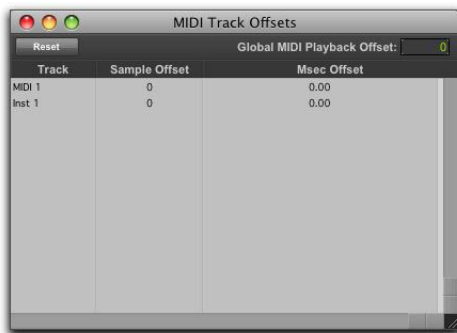 MIDI Track Offsets
Reset Global MIDI Playback Offset: 0
Track Sample Offset Msec Offset
MIDI 1 0 0.00
Inst 1 0 0.00